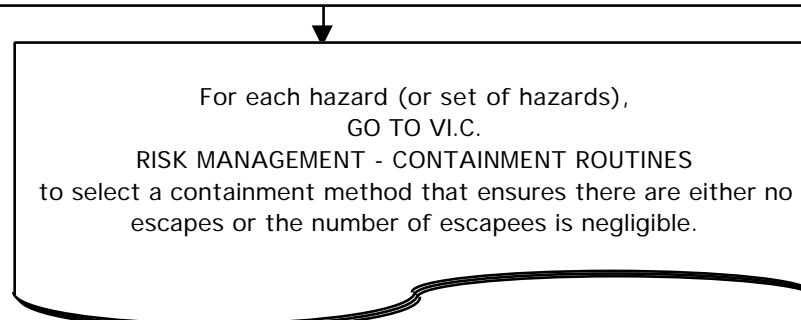 For each hazard (or set of hazards),
GO TO VI.C.
RISK MANAGEMENT - CONTAINMENT ROUTINES
to select a containment method that ensures there are either no
escapes or the number of escapees is negligible.